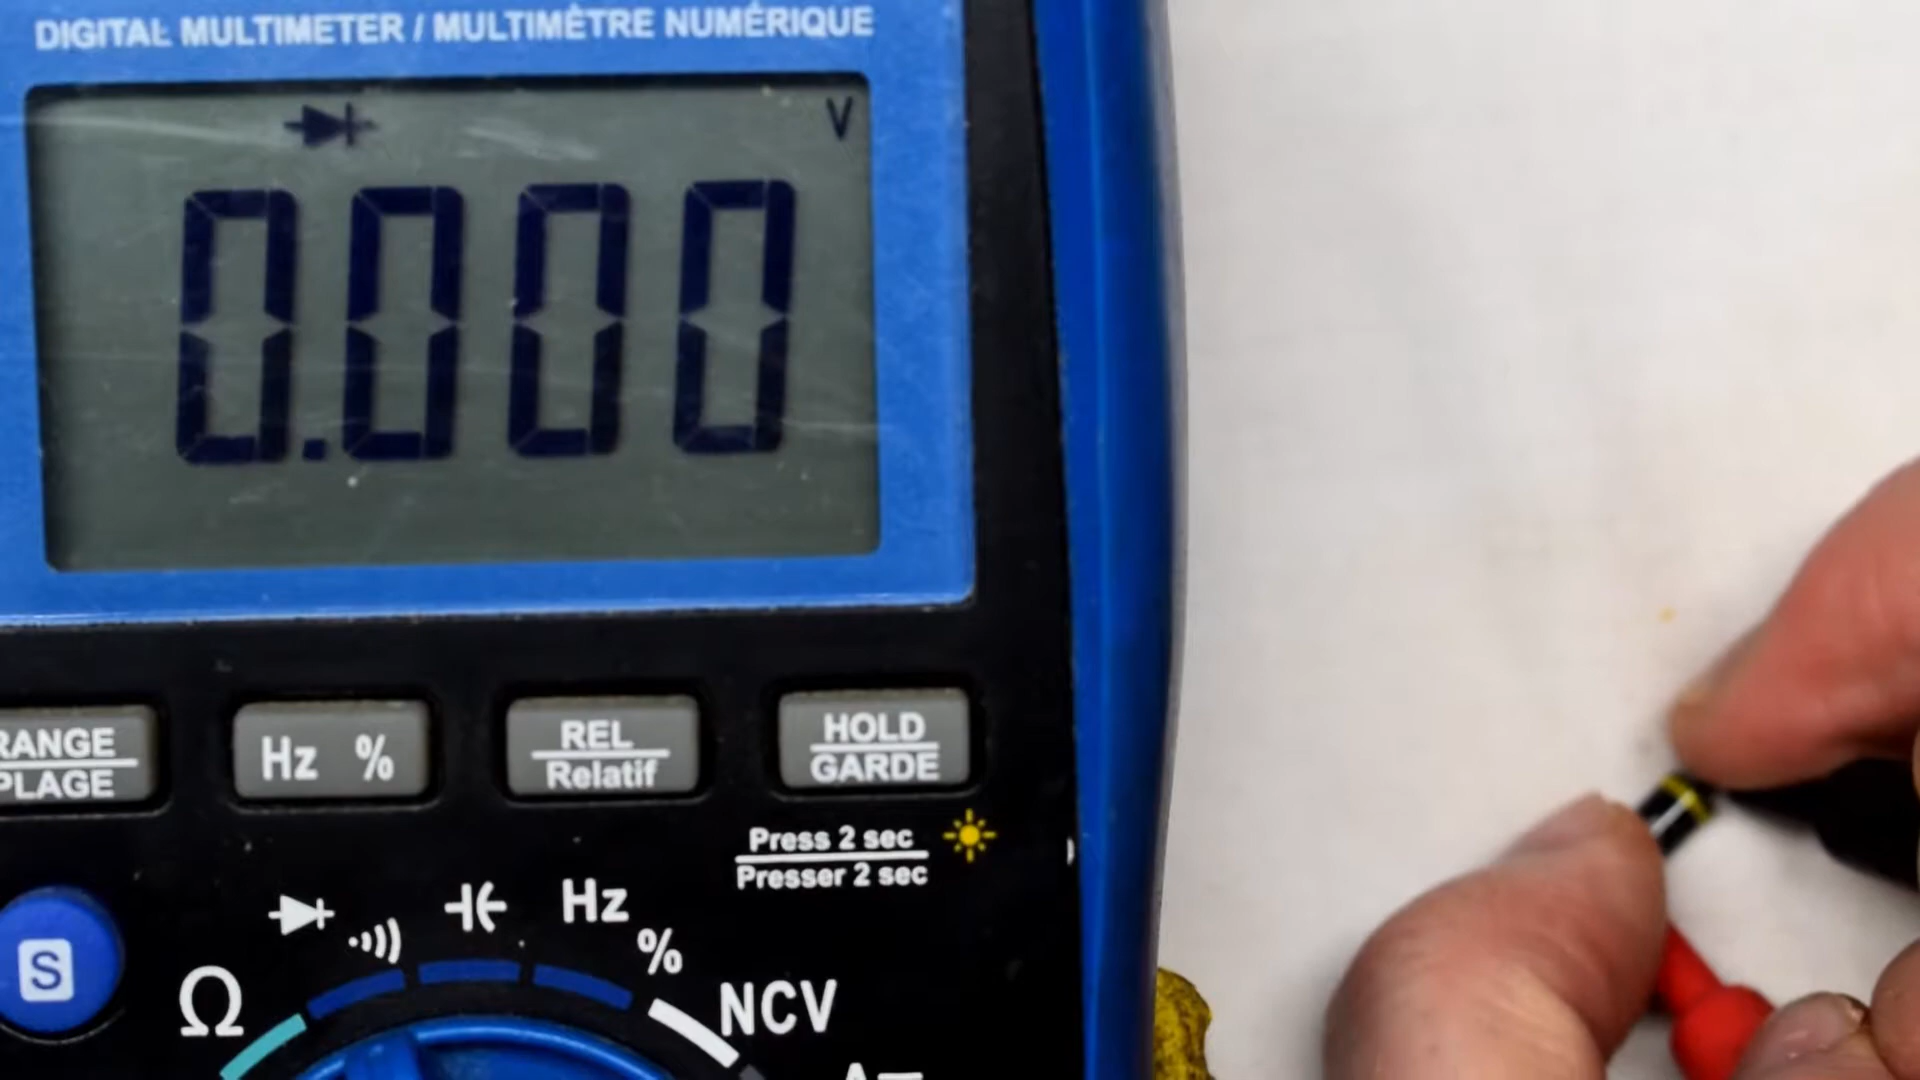 DIGITAL MULTIMETER / MULTIMÈTRE NUMÉRIQUE
V
0.000
RANGE
PLAGE
Hz %
REL
Relatif
HOLD
GARDE
Press 2 sec
Presser 2 sec
S
Ω
Hz
%
NCV